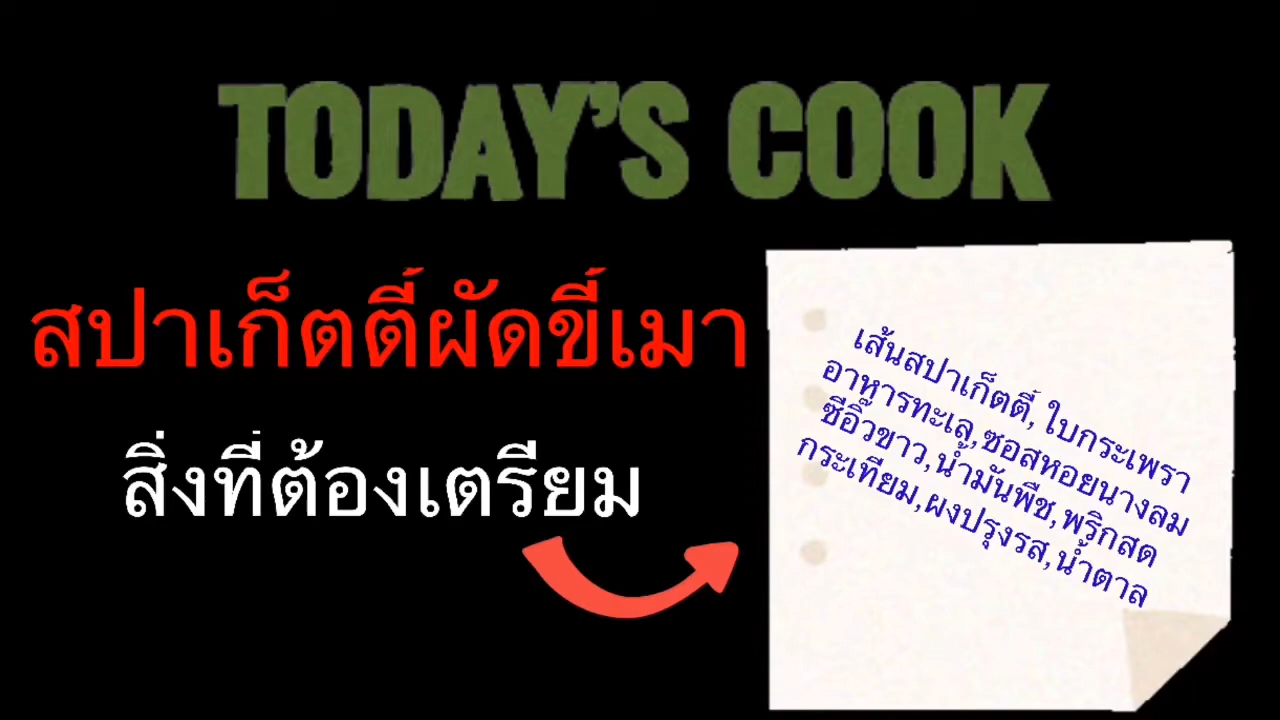 TODAY'S COOK
สปาเก็ตตี้ผัดขี้เมา
สิ่งที่ต้องเตรียม
เส้นสปาเก็ตตี้, ใบกระเพรา
อาหารทะเล,ซอสหอยนางลม
ซีอิ๊วขาว,น้ำมันพืช,พริกสด
กระเทียม,ผงปรุงรส,น้ำตาล